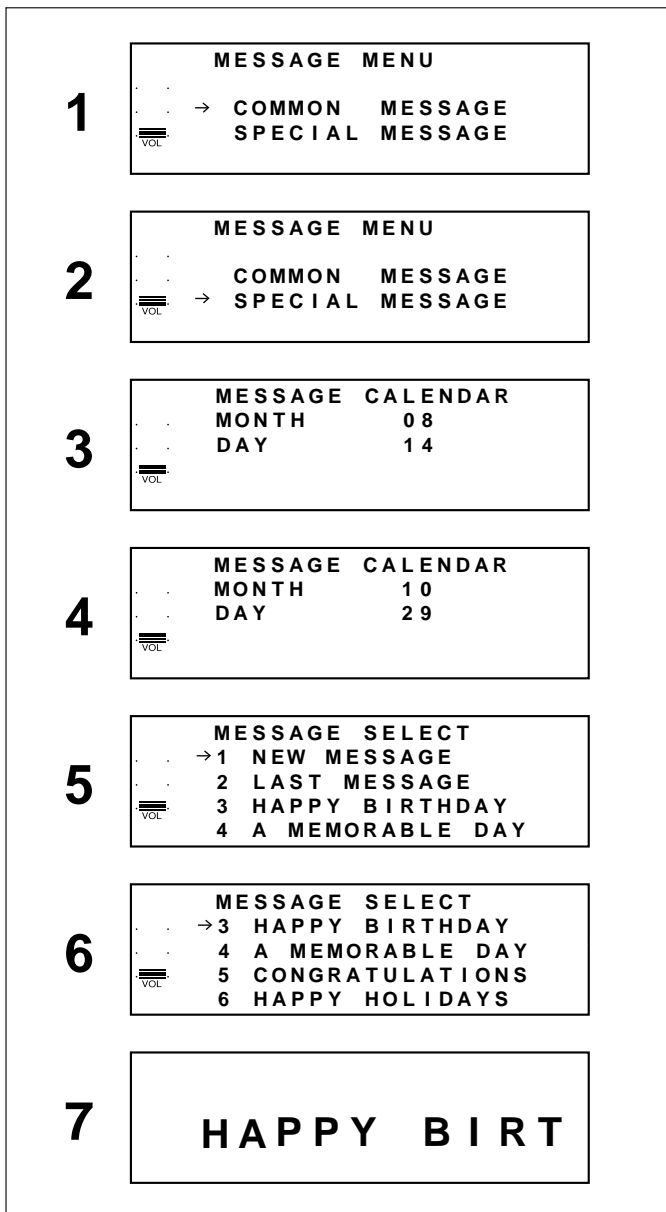 1
MESSAGE MENU
→ COMMON MESSAGE
SPECIAL MESSAGE
VOL
2
MESSAGE MENU
COMMON MESSAGE
→ SPECIAL MESSAGE
VOL
3
MESSAGE CALENDAR
MONTH 08
DAY 14
VOL
4
MESSAGE CALENDAR
MONTH 10
DAY 29
VOL
5
MESSAGE SELECT
→1 NEW MESSAGE
2 LAST MESSAGE
3 HAPPY BIRTHDAY
VOL
4 A MEMORABLE DAY
6
MESSAGE SELECT
→3 HAPPY BIRTHDAY
4 A MEMORABLE DAY
5 CONGRATULATIONS
VOL
6 HAPPY HOLIDAYS
7
HAPPY BIRT